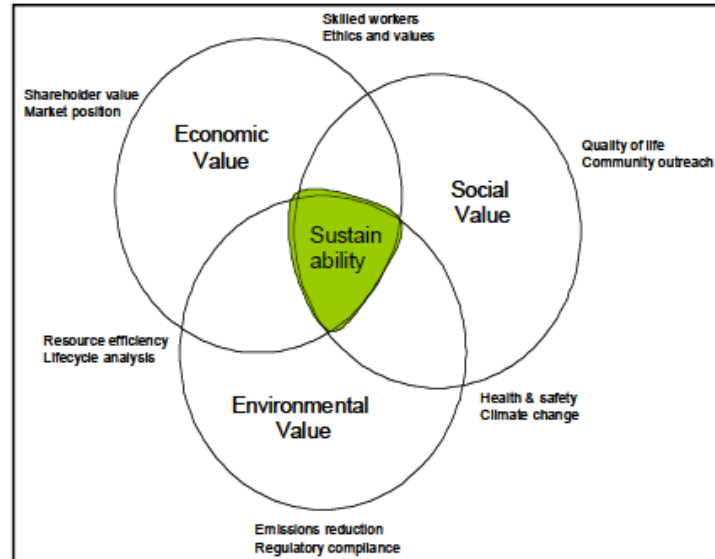 Skilled workers
Ethics and values
Shareholder value
Market position
Economic
Value
Quality of life
Community outreach
Social
Value
Sustain
ability
Resource efficiency
Lifecycle analysis
Environmental
Value
Health & safety
Climate change
Emissions reduction
Regulatory compliance